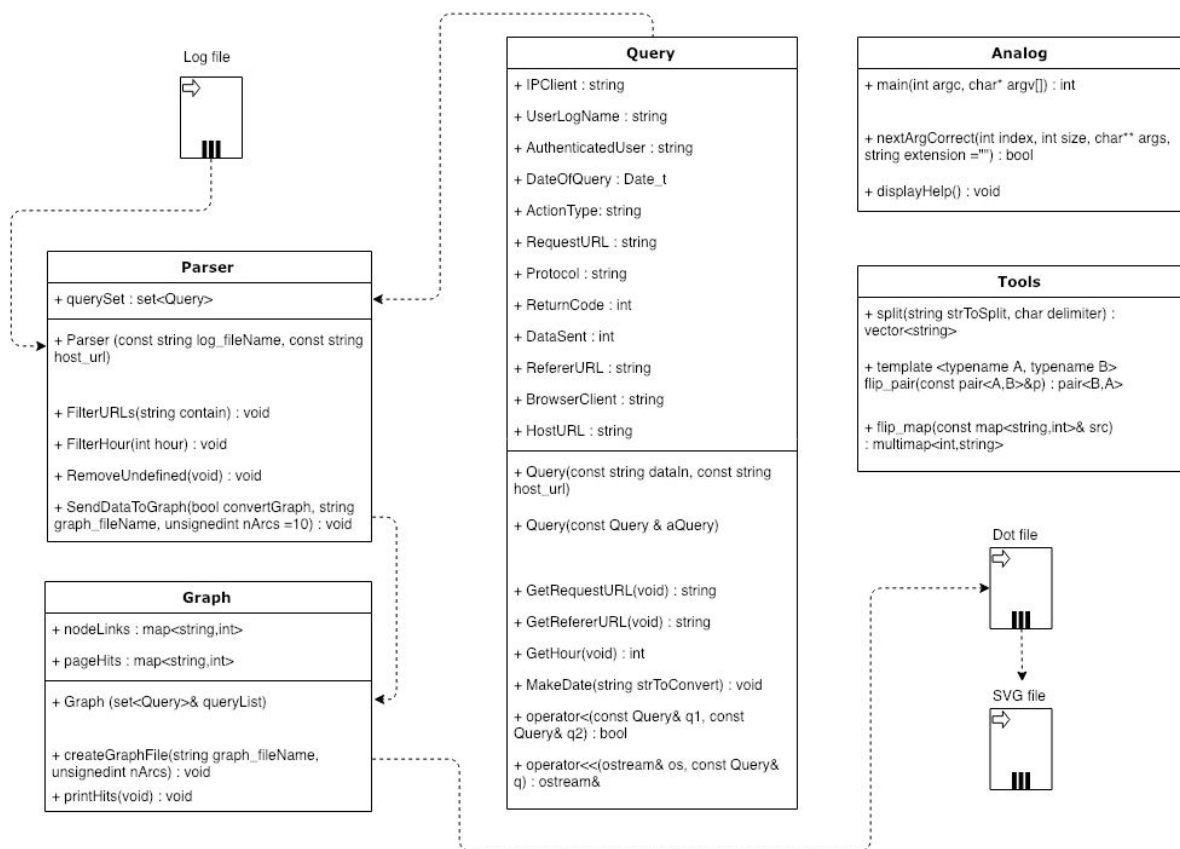 Log file
Parser
+ querySet : set<Query>
+ Parser (const string log_fileName, const string
host_url)
+ FilterURLs(string contain) : void
+ FilterHour(int hour) : void
+ RemoveUndefined(void) : void
+ SendDataToGraph(bool convertGraph, string
graph_fileName, unsignedint nArcs =10) : void
Graph
+ nodeLinks : map<string,int>
+ pageHits : map<string,int>
+ Graph (set<Query>& queryList)
+ createGraphFile(string graph_fileName,
unsignedint nArcs) : void
+ printHits(void) : void
Query
+ IPClient : string
+ UserLogName : string
+ AuthenticatedUser : string
+ DateOfQuery : Date_t
+ ActionType: string
+ RequestURL : string
+ Protocol : string
+ ReturnCode : int
+ DataSent : int
+ RefererURL : string
+ BrowserClient : string
+ HostURL : string
+ Query(const string dataIn, const string
host_url)
+ Query(const Query & aQuery)
+ GetRequestURL(void) : string
+ GetRefererURL(void) : string
+ GetHour(void) : int
+ MakeDate(string strToConvert) : void
+ operator<(const Query& q1, const
Query& q2) : bool
+ operator<<(ostream& os, const Query&
q) : ostream&
Analog
+ main(int argc, char* argv[]) : int
+ nextArgCorrect(int index, int size, char** args,
string extension ="") : bool
+ displayHelp() : void
Tools
+ split(string strToSplit, char delimiter) :
vector<string>
+ template <typename A, typename B>
flip_pair(const pair<A,B>&p) : pair<B,A>
+ flip_map(const map<string,int>& src)
: multimap<int,string>
Dot file
SVG file